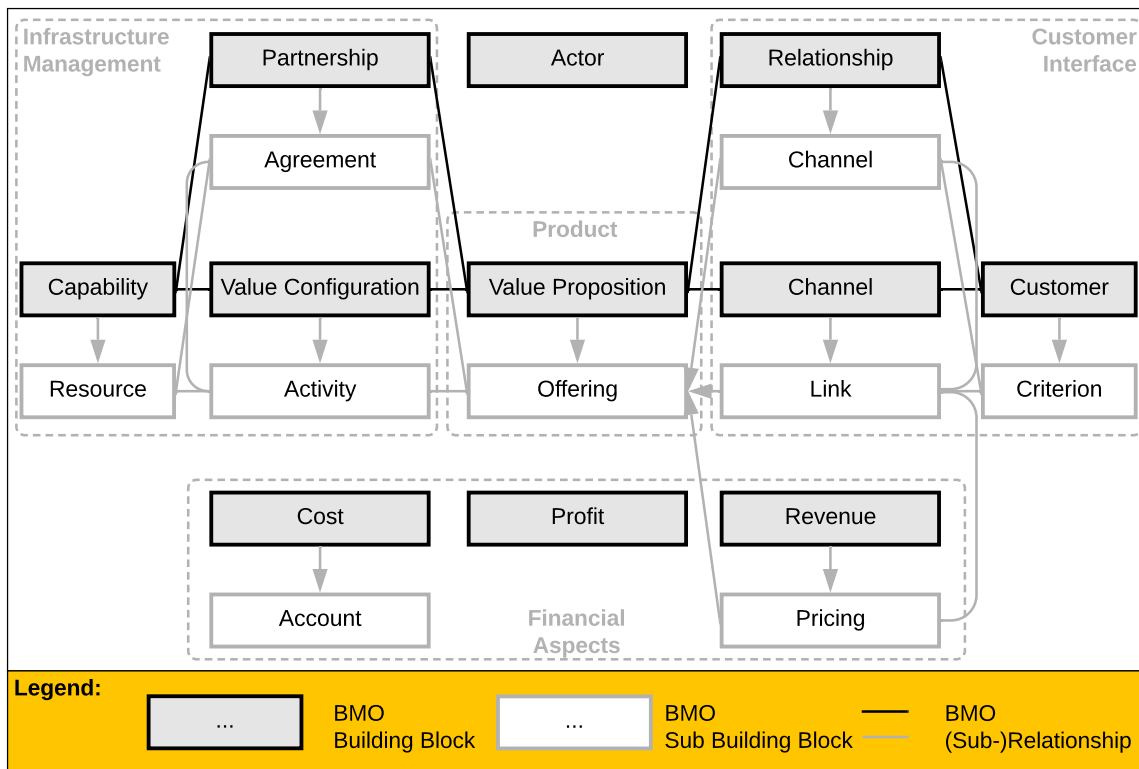 Infrastructure
Management
Partnership
Actor
Relationship
Customer
Interface
Agreement
Channel
Product
Capability
Value Configuration
Value Proposition
Channel
Customer
Resource
Activity
Offering
Link
Criterion
Cost
Profit
Revenue
Account
Financial
Aspects
Pricing
Legend:
...
BMO
Building Block
...
BMO
Sub Building Block
BMO
(Sub-)Relationship